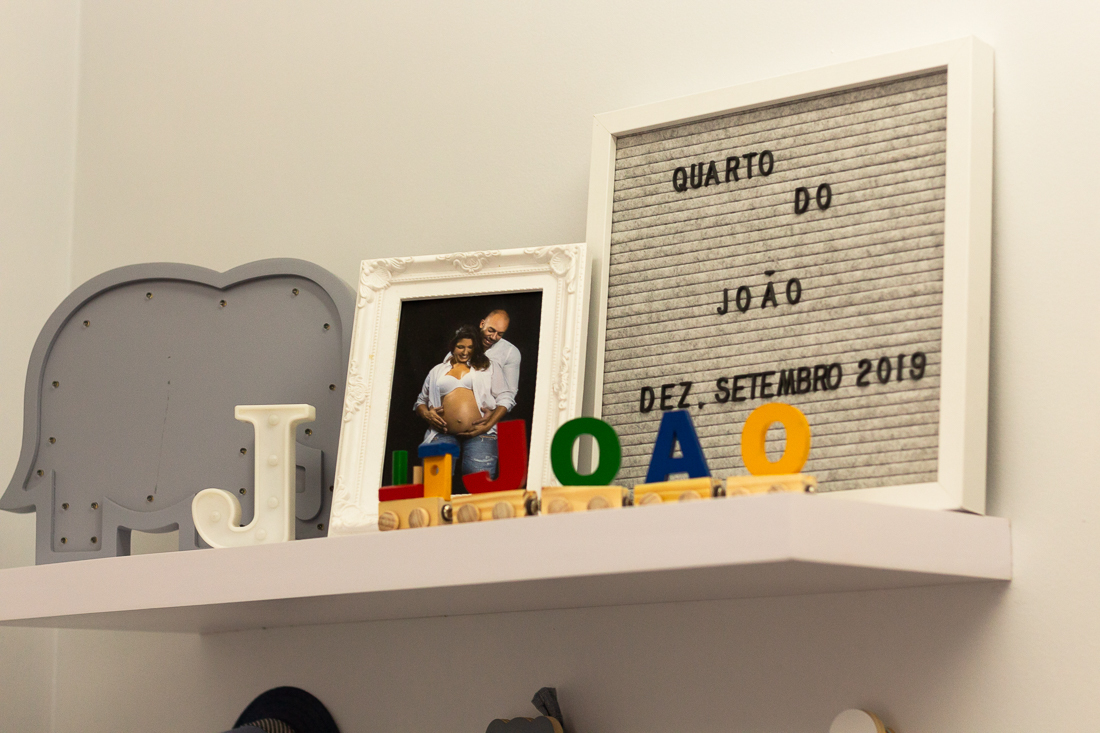 QUARTO
DO
JOÃO
DEZ, SETEMBRO 2019
J
JOAO